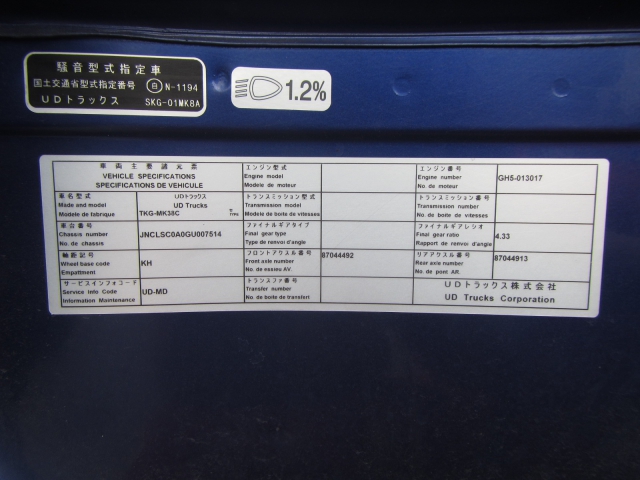 騒音型式指定車
国土交通省型式指定番号 自 N-1194
UDトラックス SKG-01MK8A
1.2%
車両主要諸元票
VEHICLE SPECIFICATIONS
SPECIFICATIONS DE VEHICULE
車名型式
Made and model
Modele de fabrique
UDトラックス
UD Trucks
TKG-MK38C
TYPE
車台番号
Chassis number
No. de chassis
JNCLSC0A0GU007514
軸距記号
Wheel base code
Empattment
KH
サービスインフォコード
Service info Code
Information Maintenance
UD-MD
エンジン型式
Engine model
Modele de moteur
トランスミッション型式
Transmission model
Modele de boite de vitesses
ファイナルギアタイプ
Final gear type
Type de renvoi d'angle
フロントアクスル番号
Front axle number
No. de essieu AV.
87044492
トランスファ番号
Transfer number
No. de boite de transfert
エンジン番号
Engine number
No. de moteur
GH5-013017
トランスミッション番号
Transmission number
No. de boite de vitesses
ファイナルギアレシオ
Final gear ratio
Rapport de renvoi d'angle
4.33
リアアクスル番号
Rear axle number
No. de pont AR.
87044913
UDトラックス株式会社
UD Trucks Corporation